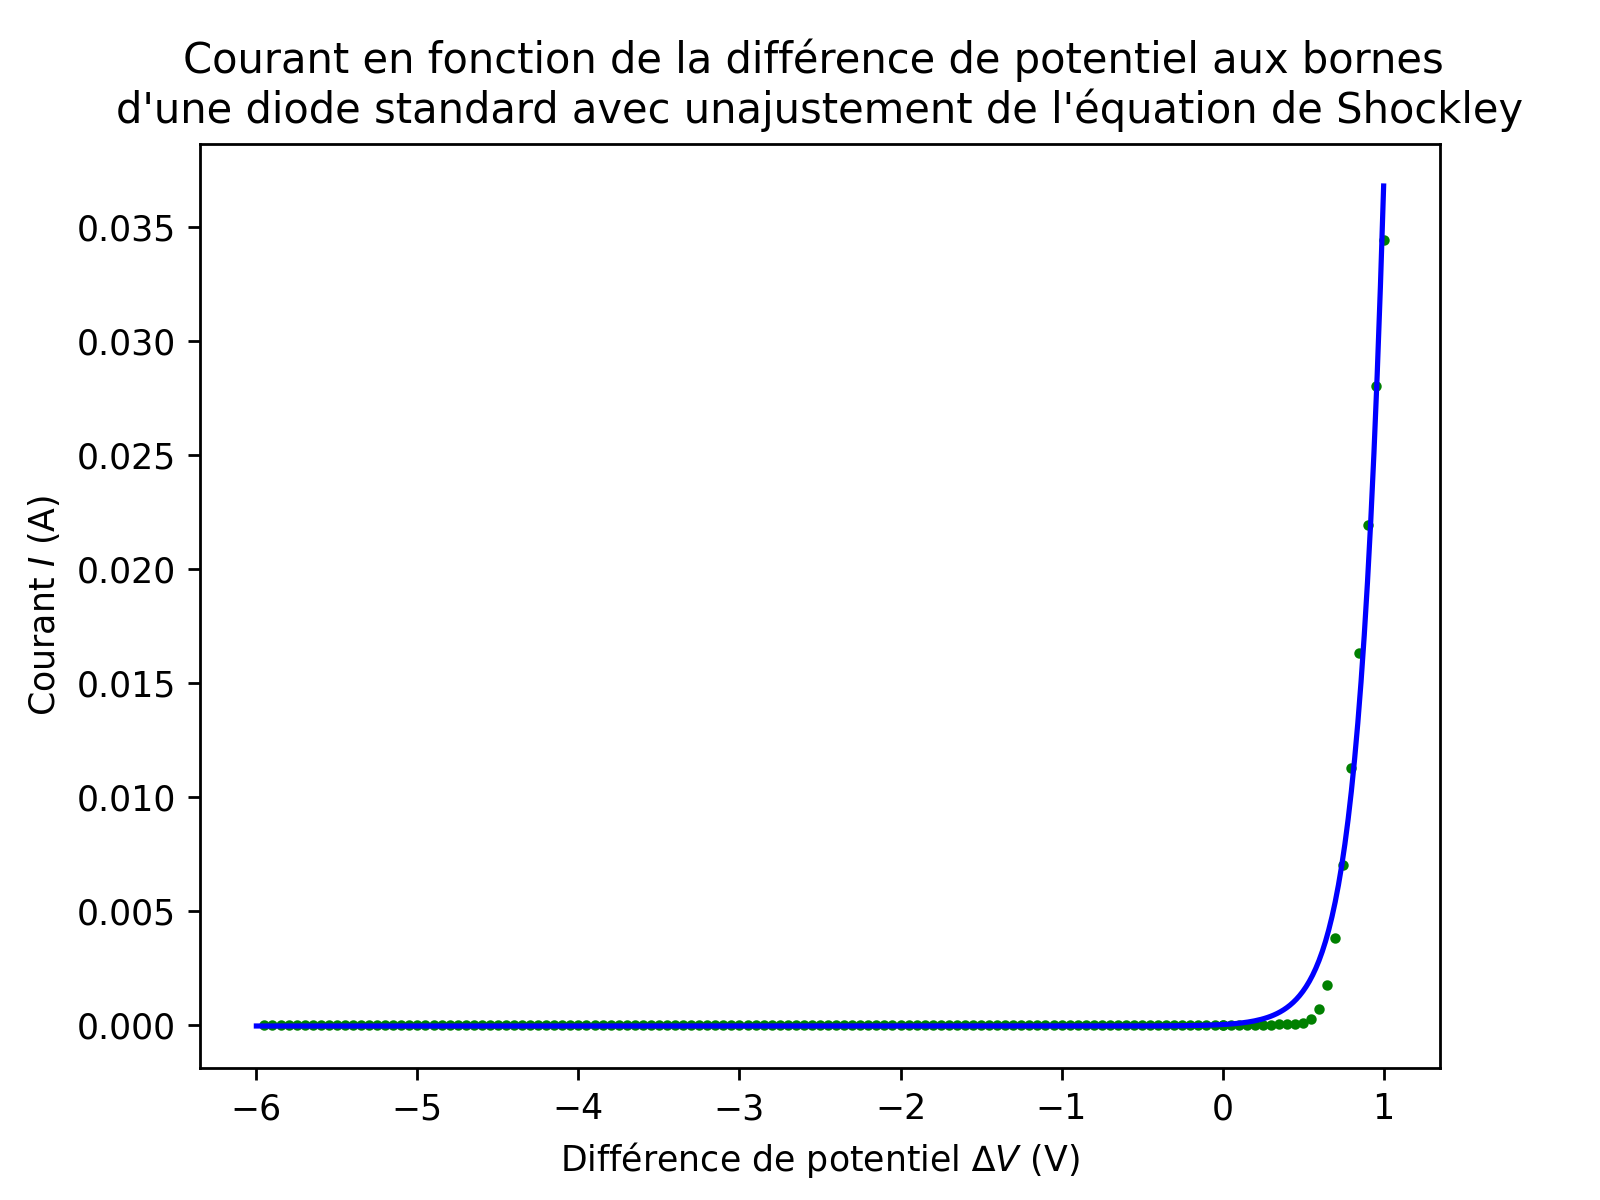 Courant en fonction de la différence de potentiel aux bornes
d'une diode standard avec unajustement de l'équation de Shockley
0.035
0.030
0.025
0.020
0.015
0.010
0.005
0.000
Courant I (A)
−6 −5 −4 −3 −2 −1 0 1
Différence de potentiel ΔV (V)